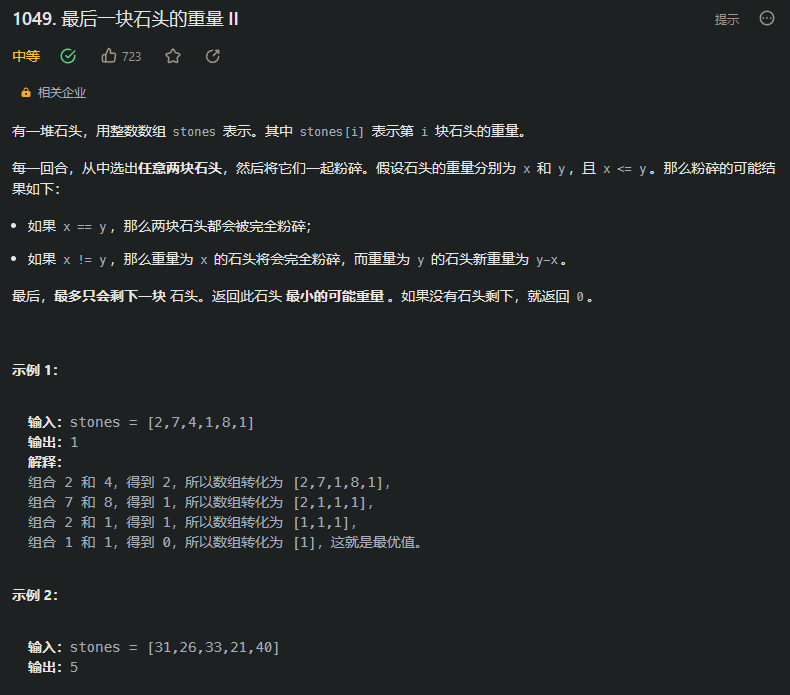 1049. 最后一块石头的重量 II
提示
中等
723
相关企业
有一堆石头，用整数数组 stones 表示。其中 stones[i] 表示第 i 块石头的重量。
每一回合，从中选出任意两块石头，然后将它们一起粉碎。假设石头的重量分别为 x 和 y，且 x <= y。那么粉碎的可能结
果如下：
如果 x == y，那么两块石头都会被完全粉碎；
如果 x != y，那么重量为 x 的石头将会完全粉碎，而重量为 y 的石头新重量为 y-x。
最后，最多只会剩下一块 石头。返回此石头 最小的可能重量 。如果没有石头剩下，就返回 0。
示例 1：
输入：stones = [2,7,4,1,8,1]
输出：1
解释：
组合 2 和 4，得到 2，所以数组转化为 [2,7,1,8,1]，
组合 7 和 8，得到 1，所以数组转化为 [2,1,1,1]，
组合 2 和 1，得到 1，所以数组转化为 [1,1,1]，
组合 1 和 1，得到 0，所以数组转化为 [1]，这就是最优值。
示例 2：
输入：stones = [31,26,33,21,40]
输出：5